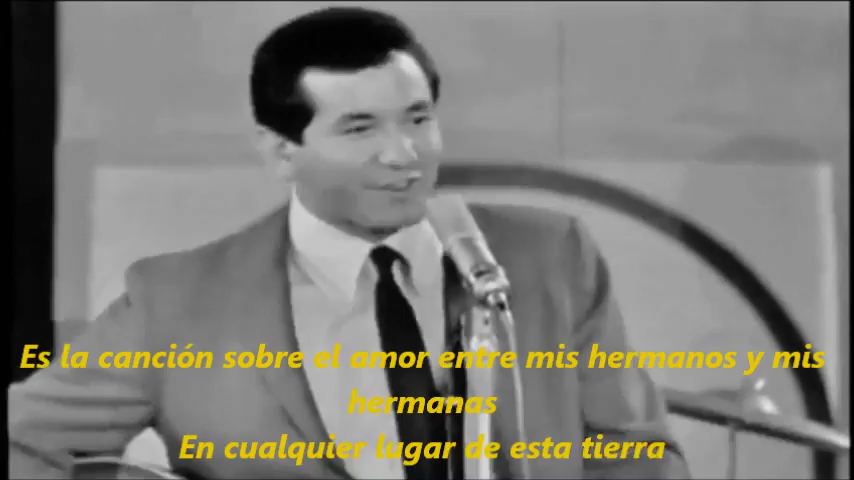 Es la canción sobre el amor entre mis hermanos y mis
hermanas
En cualquier lugar de esta tierra